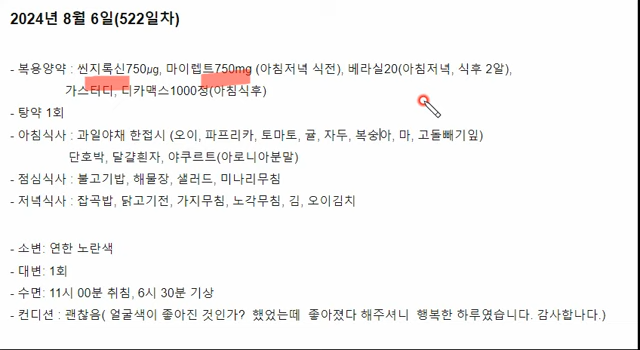 2024년 8월 6일(522일차)
- 복용양약 : 씬지록신750㎍, 마이렙트750mg (아침저녁 식전), 베라실20(아침저녁, 식후 2알),
가스터디, 디카맥스1000정(아침식후)
- 탕약 1회
- 아침식사 : 과일야채 한접시 (오이, 파프리카, 토마토, 귤, 자두, 복숭아, 마, 고돌빼기잎)
단호박, 달걀흰자, 야쿠르트(아로니아분말)
- 점심식사 : 불고기밥, 해물장, 샐러드, 미나리무침
- 저녁식사 : 잡곡밥, 닭고기전, 가지무침, 노각무침, 김, 오이김치
- 소변: 연한 노란색
- 대변: 1회
- 수면: 11시 00분 취침, 6시 30분 기상
- 컨디션 : 괜찮음( 얼굴색이 좋아진 것인가? 했었는떼 좋아졌다 해주셔니 행복한 하루였습니다. 감사합나다.)